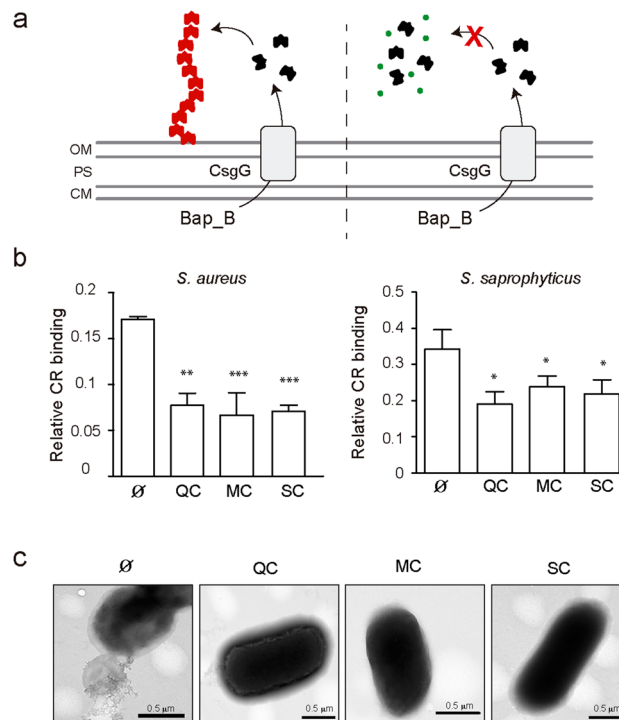 a
X
OM
PS
CM
CsgG
CsgG
Bap_B
Bap_B
b
S. aureus
S. saprophyticus
Relative CR binding
0.2
0.15
0.1
0.05
0
**
***
***
Ø QC MC SC
Relative CR binding
0.5
0.4
0.3
0.2
0.1
0
*
*
*
Ø QC MC SC
c
Ø QC MC SC
0.5 μm
0.5 μm
0.5 μm
0.5 μm